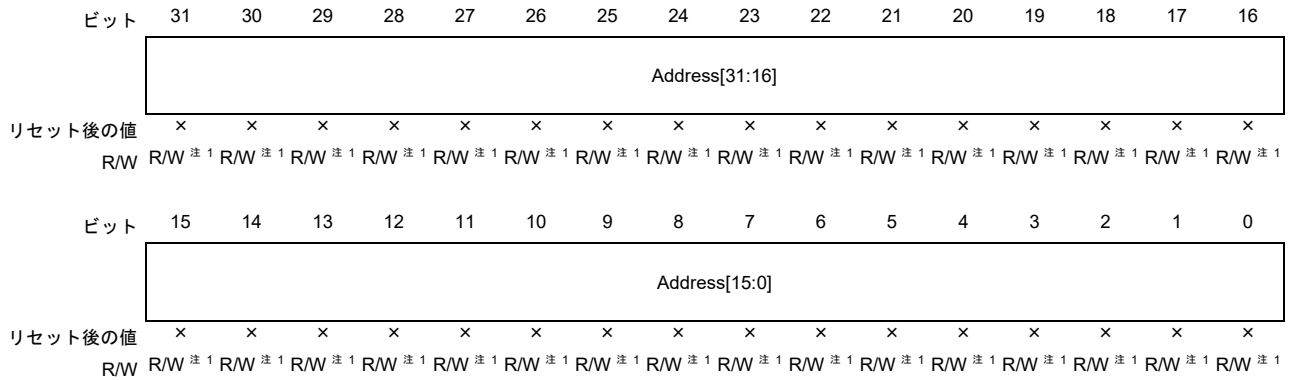 ビット 31 30 29 28 27 26 25 24 23 22 21 20 19 18 17 16
Address[31:16]
リセット後の値 × × × × × × × × × × × × × × × ×
R/W R/W 注 1 R/W 注 1 R/W 注 1 R/W 注 1 R/W 注 1 R/W 注 1 R/W 注 1 R/W 注 1 R/W 注 1 R/W 注 1 R/W 注 1 R/W 注 1 R/W 注 1 R/W 注 1 R/W 注 1 R/W 注 1
ビット 15 14 13 12 11 10 9 8 7 6 5 4 3 2 1 0
Address[15:0]
リセット後の値 × × × × × × × × × × × × × × × ×
R/W R/W 注 1 R/W 注 1 R/W 注 1 R/W 注 1 R/W 注 1 R/W 注 1 R/W 注 1 R/W 注 1 R/W 注 1 R/W 注 1 R/W 注 1 R/W 注 1 R/W 注 1 R/W 注 1 R/W 注 1 R/W 注 1